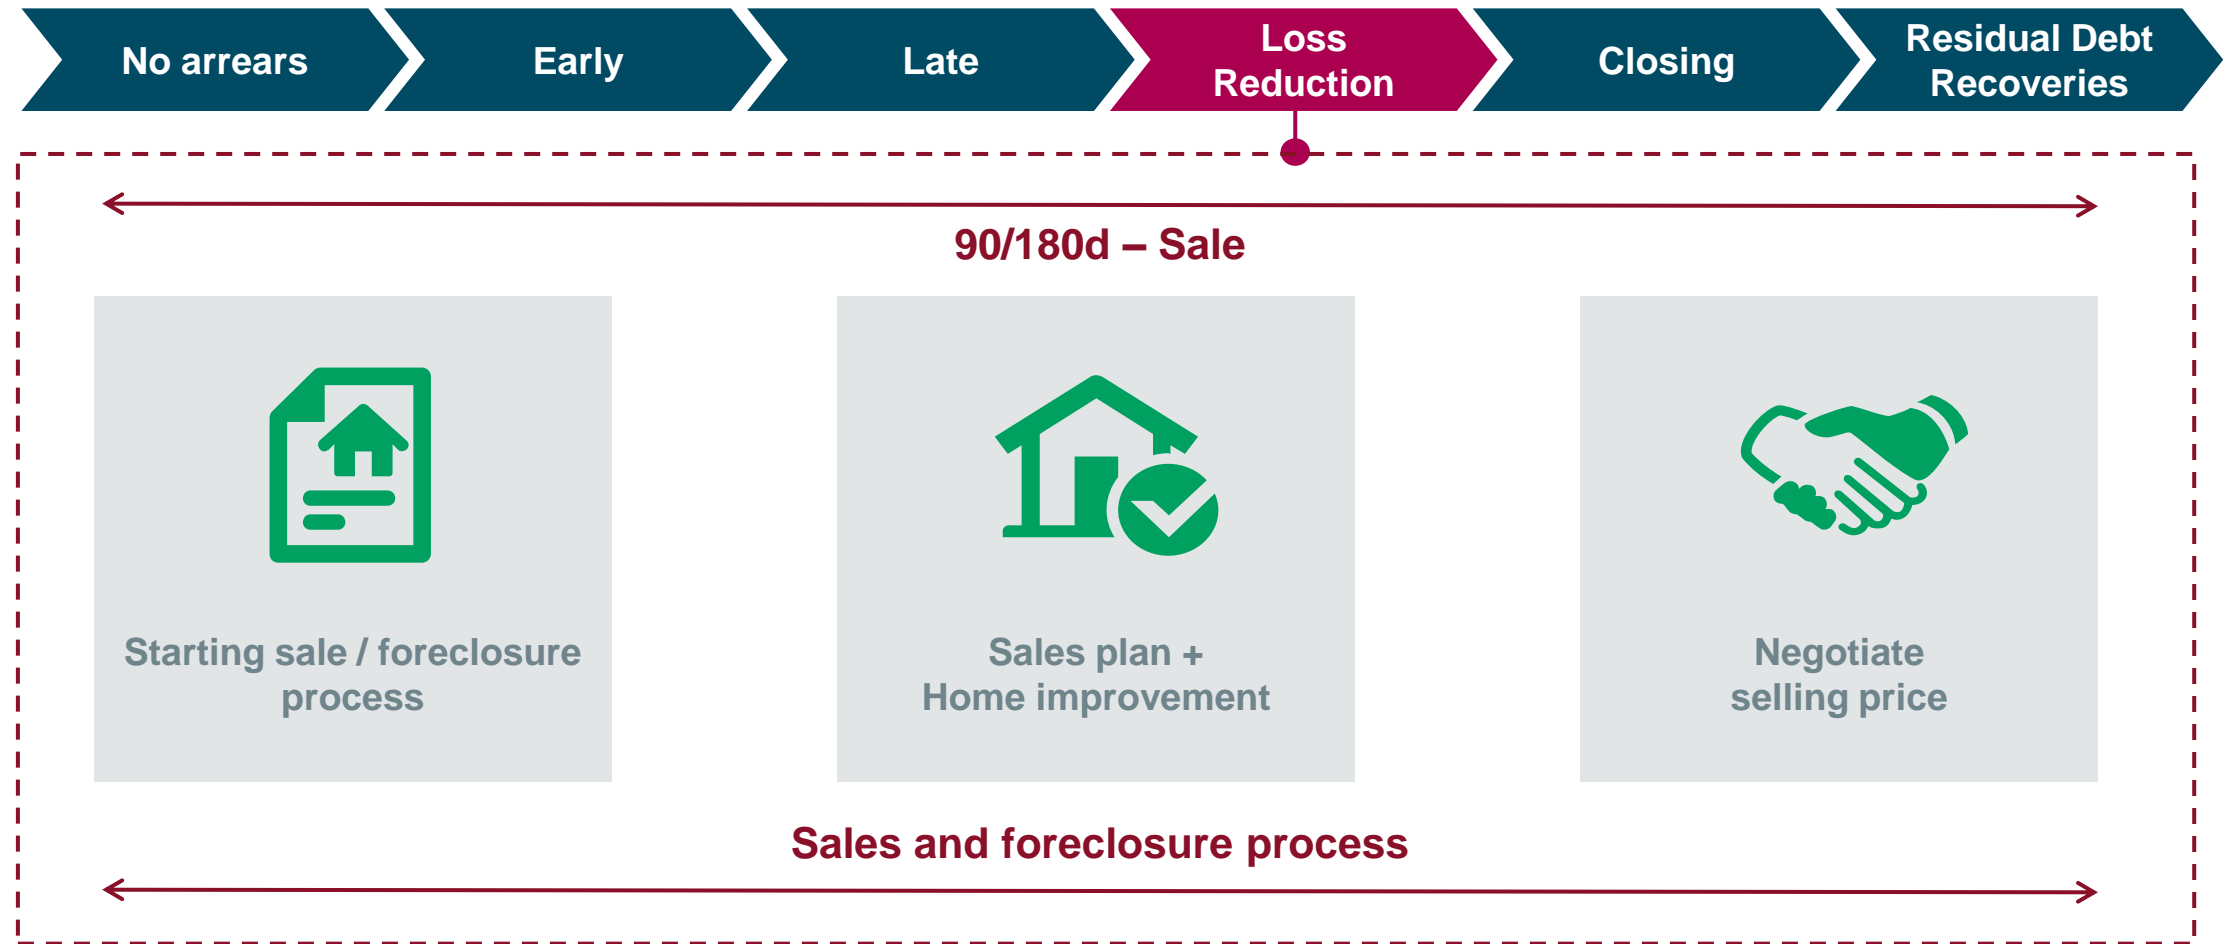 No arrears
Early
Late
Loss
Reduction
Closing
Residual Debt
Recoveries
90/180d – Sale
Starting sale / foreclosure
process
Sales plan +
Home improvement
Negotiate
selling price
Sales and foreclosure process